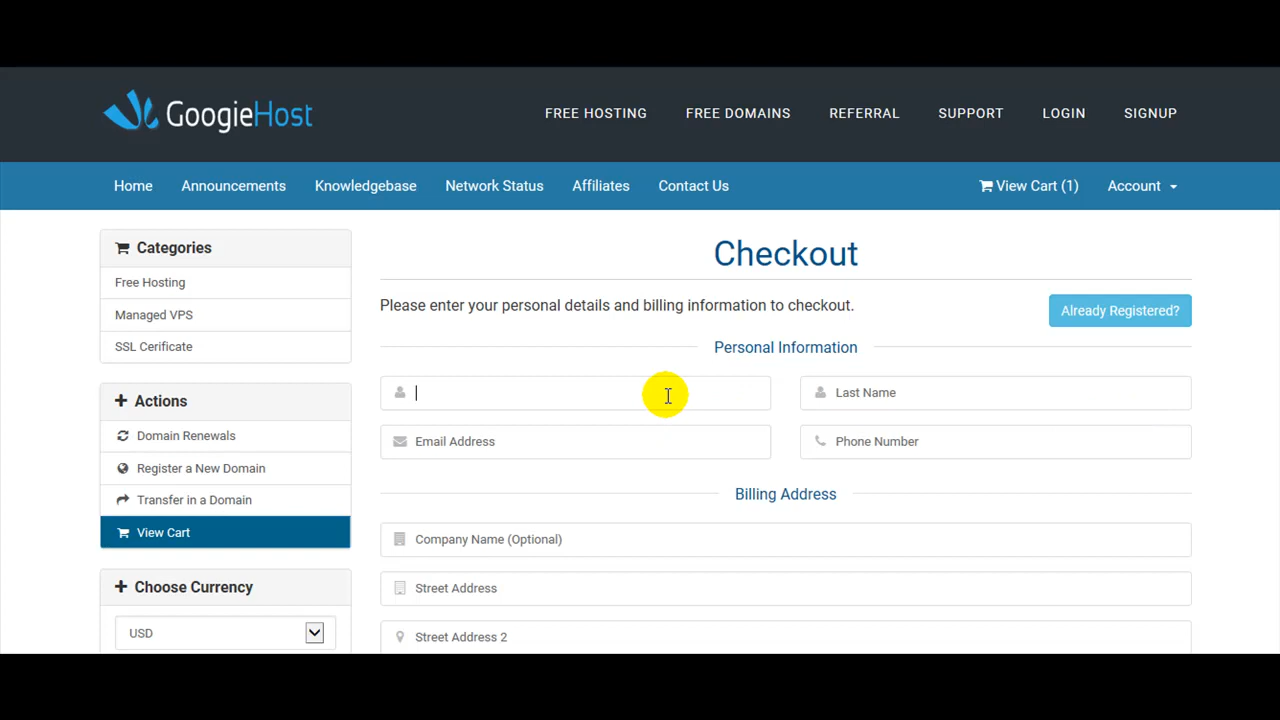 GoogieHost
FREE HOSTING FREE DOMAINS REFERRAL SUPPORT LOGIN SIGNUP
Home Announcements Knowledgebase Network Status Affiliates Contact Us View Cart (1) Account
Categories
Free Hosting
Managed VPS
SSL Cerificate
Actions
Domain Renewals
Register a New Domain
Transfer in a Domain
View Cart
Choose Currency
USD
Checkout
Please enter your personal details and billing information to checkout.
Already Registered?
Personal Information
Last Name
Email Address
Phone Number
Billing Address
Company Name (Optional)
Street Address
Street Address 2